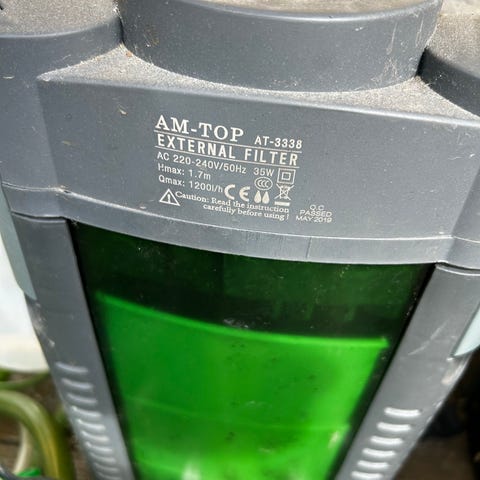 AM-TOP AT-3338
EXTERNAL FILTER
AC 220-240V/50Hz 35W
Hmax: 1.7m
Qmax: 1200l/h CE
Caution: Read the instruction
carefully before using!
Q.C
PASSED
MAY 2019